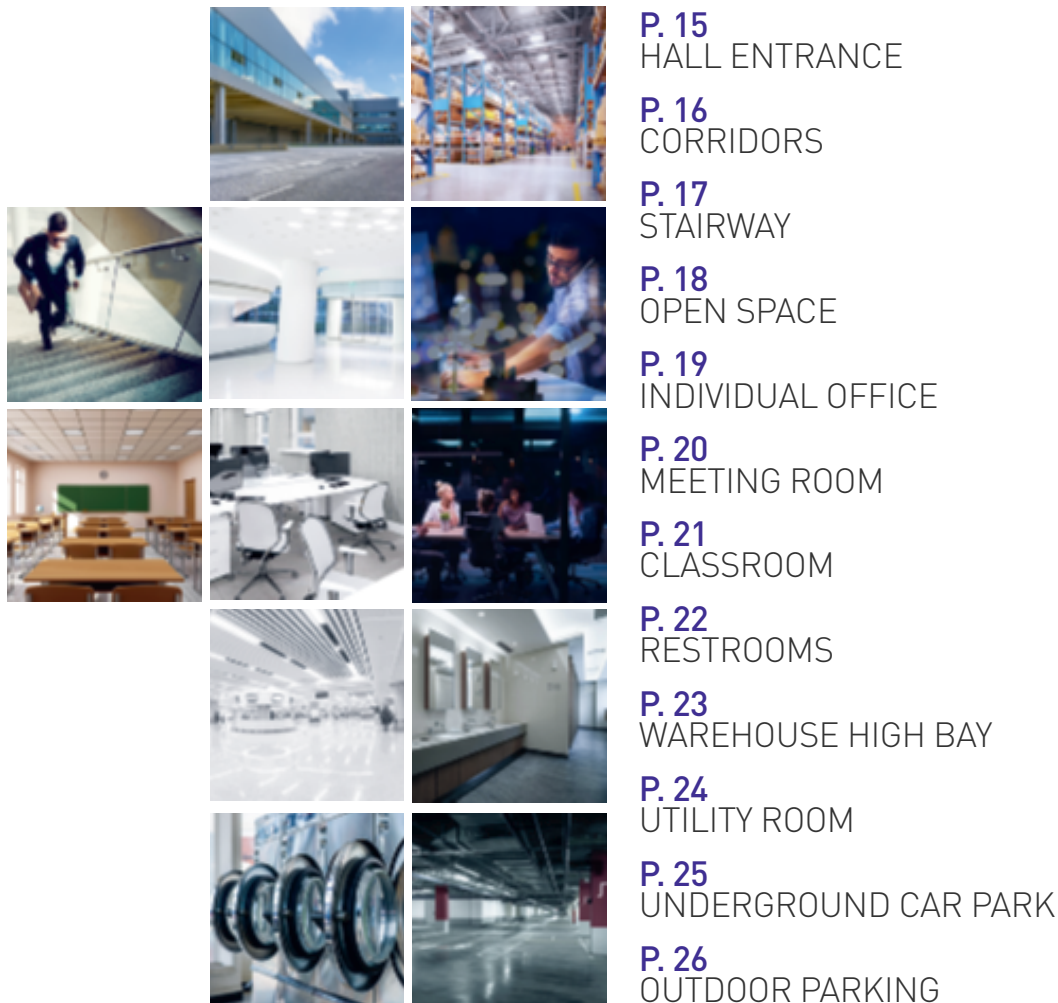 P. 15
HALL ENTRANCE
P. 16
CORRIDORS
P. 17
STAIRWAY
P. 18
OPEN SPACE
P. 19
INDIVIDUAL OFFICE
P. 20
MEETING ROOM
P. 21
CLASSROOM
P. 22
RESTROOMS
P. 23
WAREHOUSE HIGH BAY
P. 24
UTILITY ROOM
P. 25
UNDERGROUND CAR PARK
P. 26
OUTDOOR PARKING